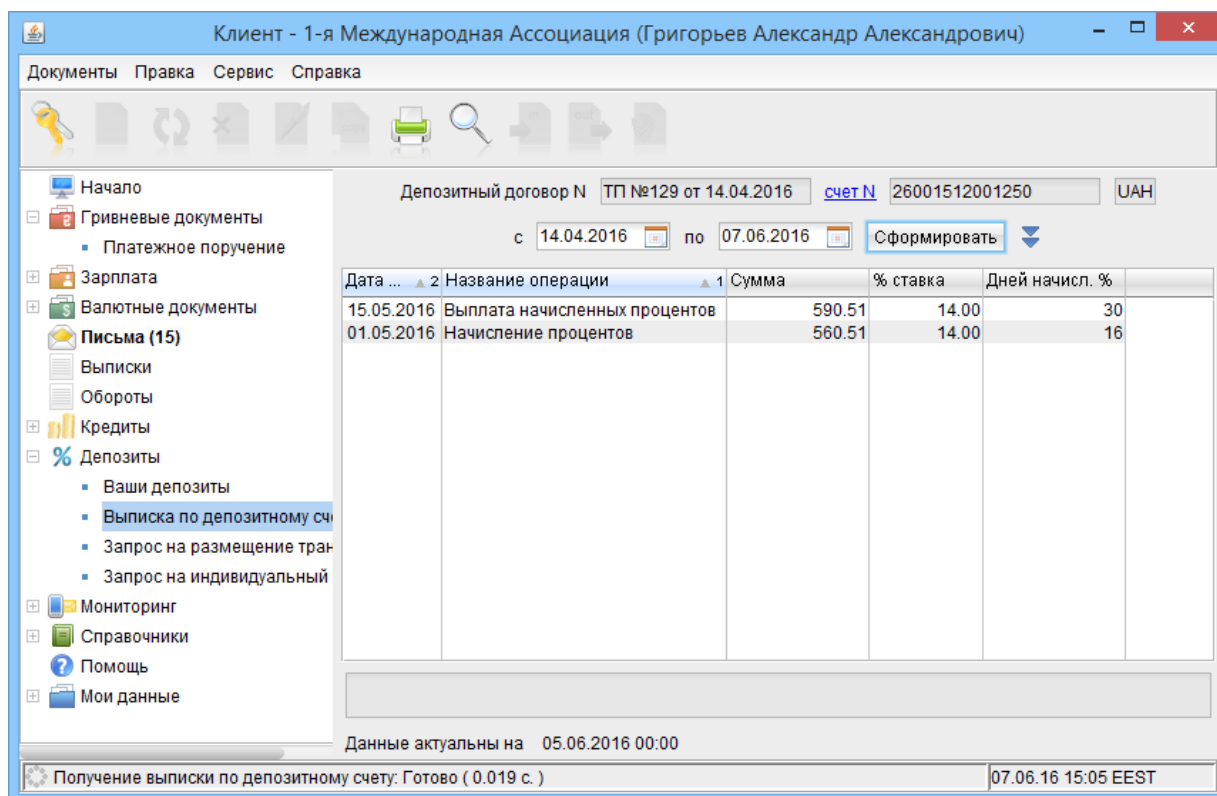 Клиент - 1-я Международная Ассоциация (Григорьев Александр Александрович)
Документы Правка Сервис Справка
Начало
Гривневые документы
Платежное поручение
Зарплата
Валютные документы
Письма (15)
Выписки
Обороты
Кредиты
Депозиты
Ваши депозиты
Выписка по депозитному сч
Запрос на размещение тран
Запрос на индивидуальный
Мониторинг
Справочники
Помощь
Мои данные
Депозитный договор N ТП №129 от 14.04.2016 счет N 26001512001250 UAH
с 14.04.2016 по 07.06.2016 Сформировать
Дата ... 2 Название операции 1 Сумма % ставка Дней начисл. %
15.05.2016 Выплата начисленных процентов 590.51 14.00 30
01.05.2016 Начисление процентов 560.51 14.00 16
Данные актуальны на 05.06.2016 00:00
Получение выписки по депозитному счету: Готово ( 0.019 с. ) 07.06.16 15:05 EEST